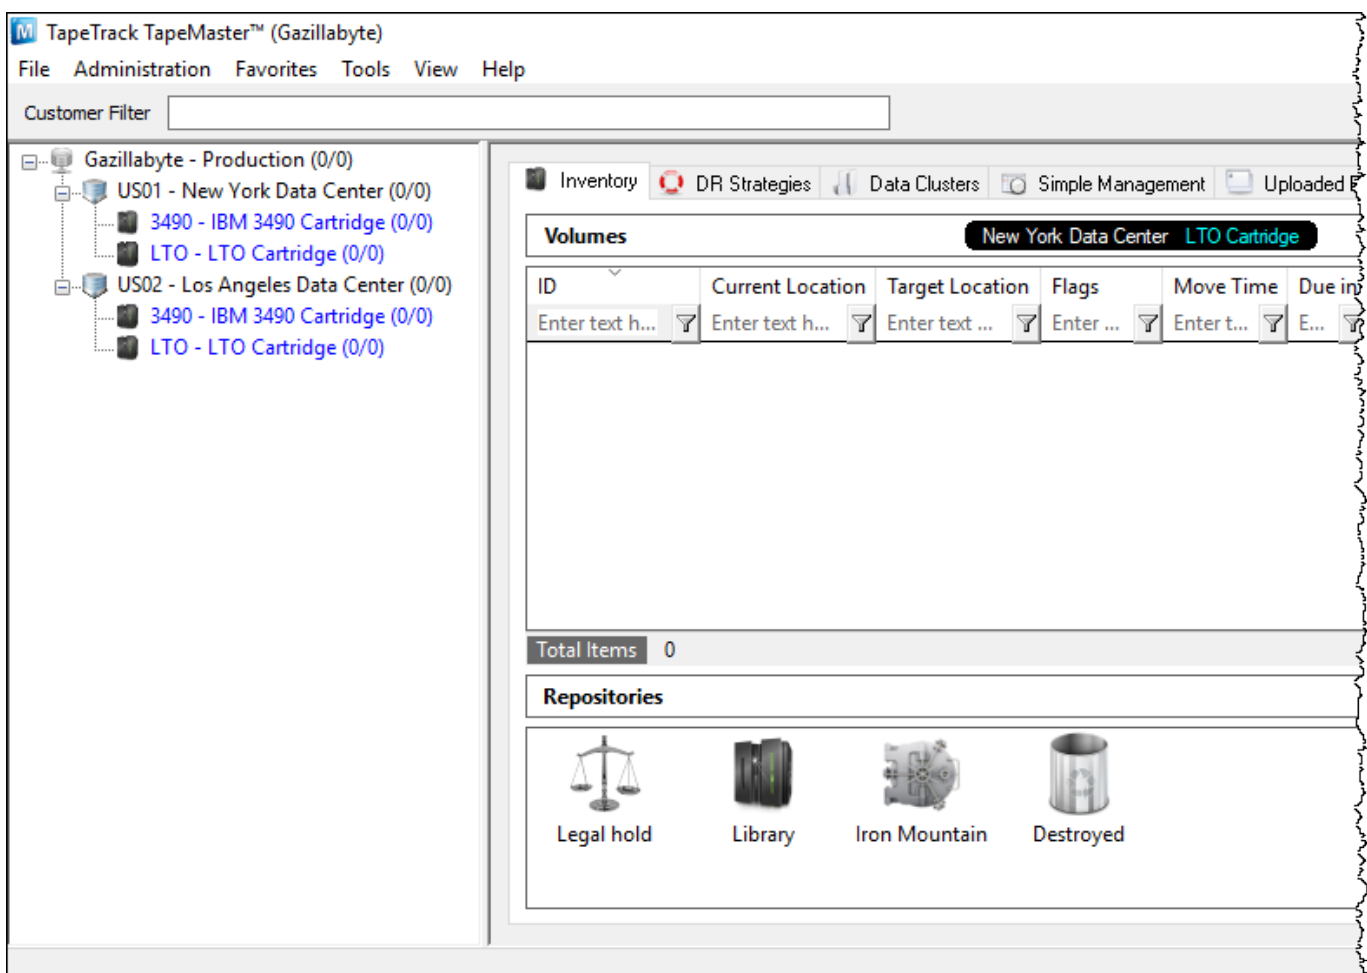 TapeTrack TapeMaster™ (Gazillabyte)
File Administration Favorites Tools View Help
Customer Filter
Gazillabyte - Production (0/0)
US01 - New York Data Center (0/0)
3490 - IBM 3490 Cartridge (0/0)
LTO - LTO Cartridge (0/0)
US02 - Los Angeles Data Center (0/0)
3490 - IBM 3490 Cartridge (0/0)
LTO - LTO Cartridge (0/0)
Inventory DR Strategies Data Clusters Simple Management Uploaded
Volumes New York Data Center LTO Cartridge
ID Current Location Target Location Flags Move Time Due in
Enter text h... Enter text h... Enter text ... Enter ... Enter t... E...
Total Items 0
Repositories
Legal hold Library Iron Mountain Destroyed